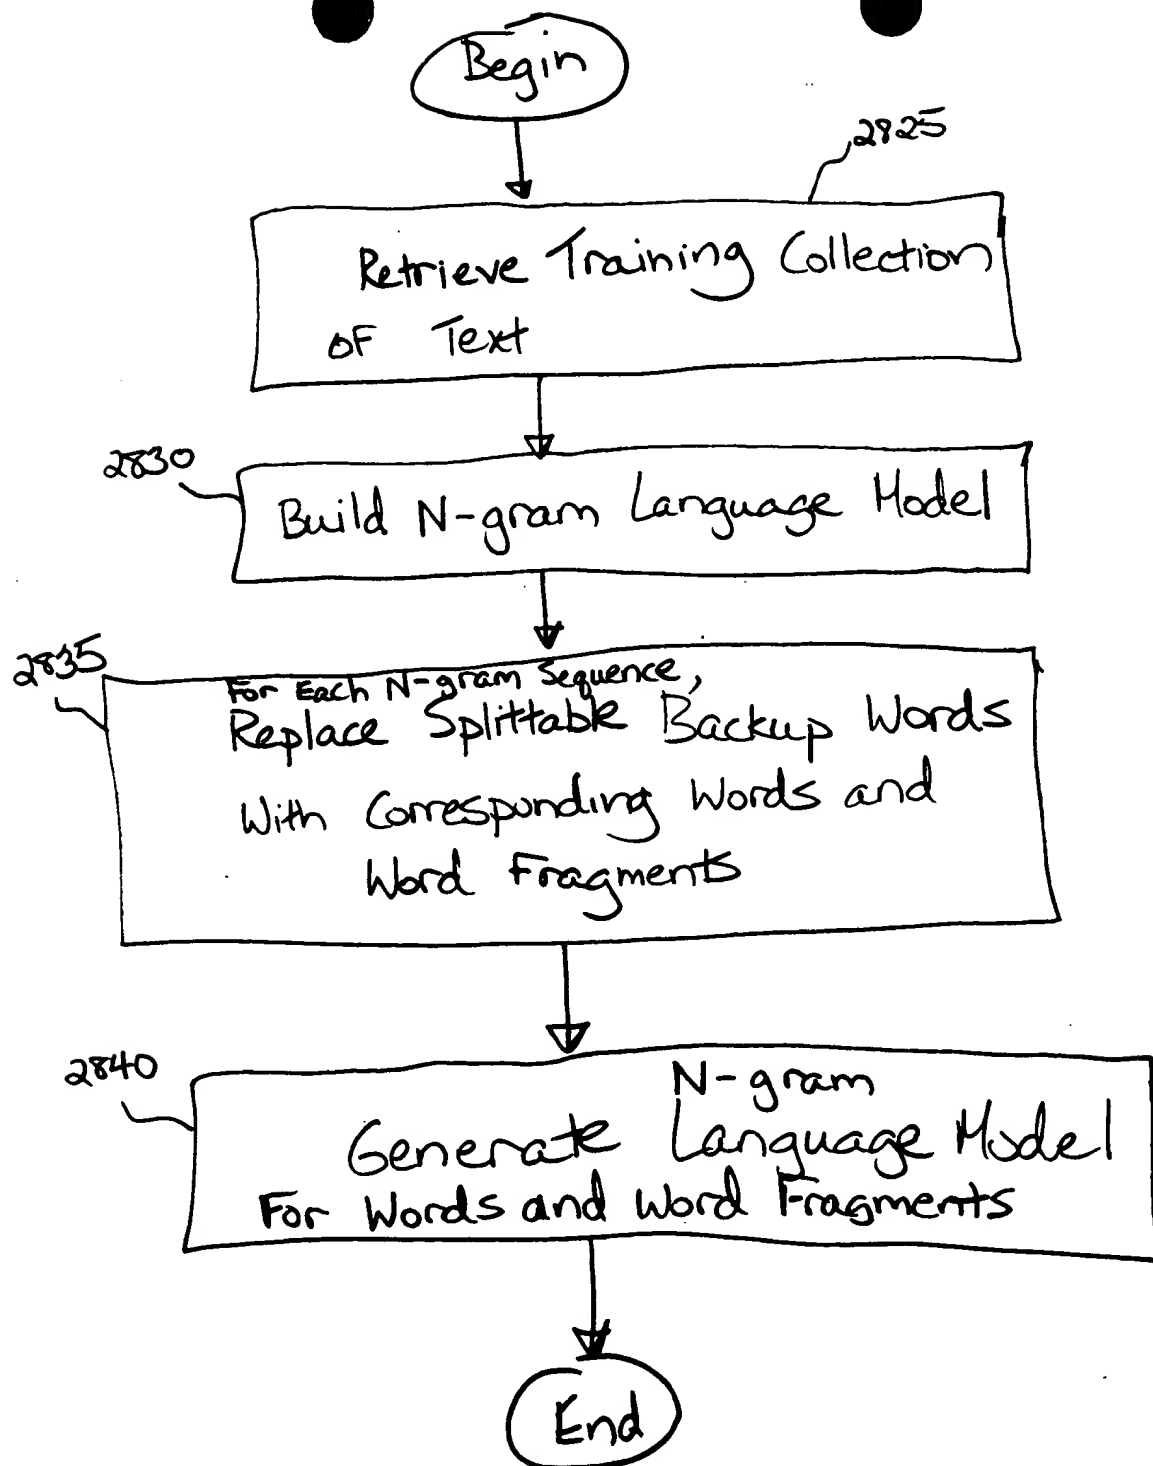 Begin
2825
Retrieve Training Collection
of Text
2830
Build N-gram Language Model
2835
For Each N-gram Sequence,
Replace Splittable Backup Words
With Corresponding Words and
Word Fragments
2840
N-gram
Generate Language Model
For Words and Word Fragments
End